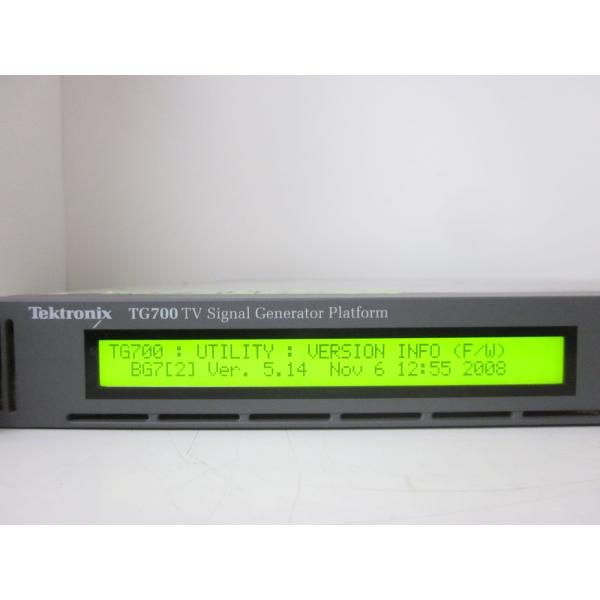 Tektronix TG700 TV Signal Generator Platform
TG700 : UTILITY : VERSION INFO (F/W)
BG7[2] Ver. 5.14 Nov 6 12:55 2008